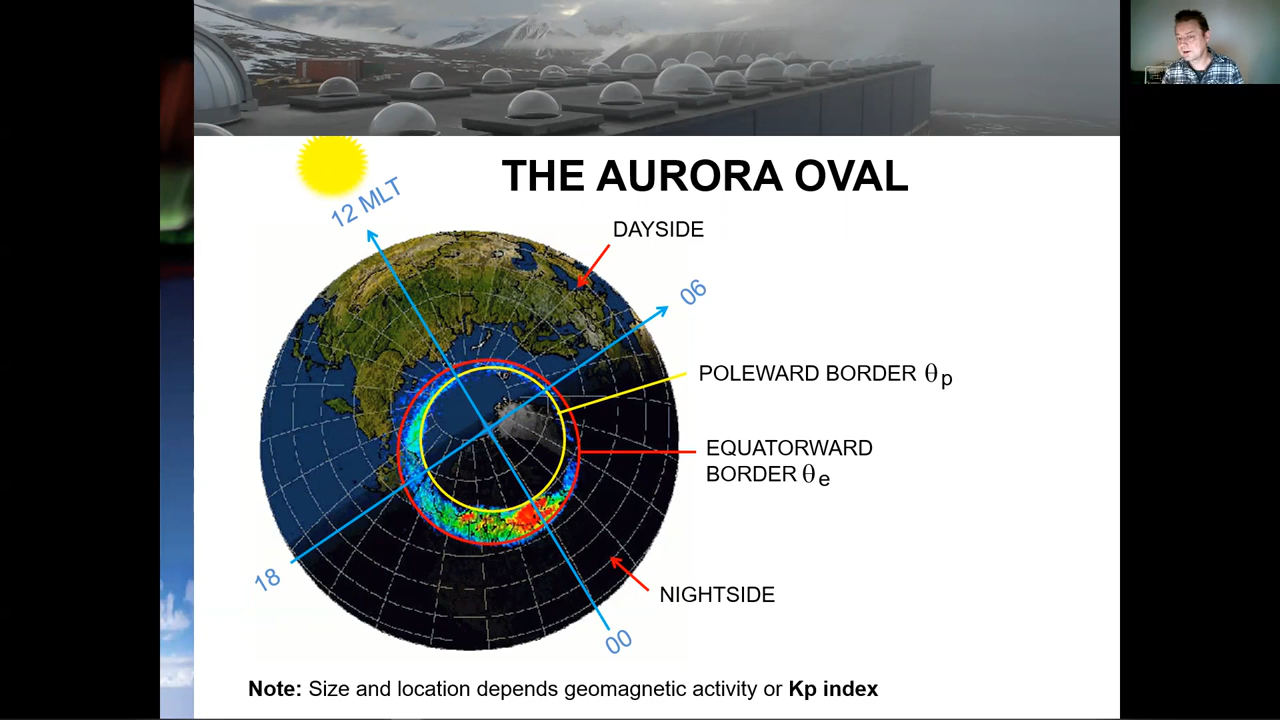 THE AURORA OVAL
12 MLT
DAYSIDE
06
POLEWARD BORDER θp
EQUATORWARD
BORDER θe
18
NIGHTSIDE
00
Note: Size and location depends geomagnetic activity or Kp index